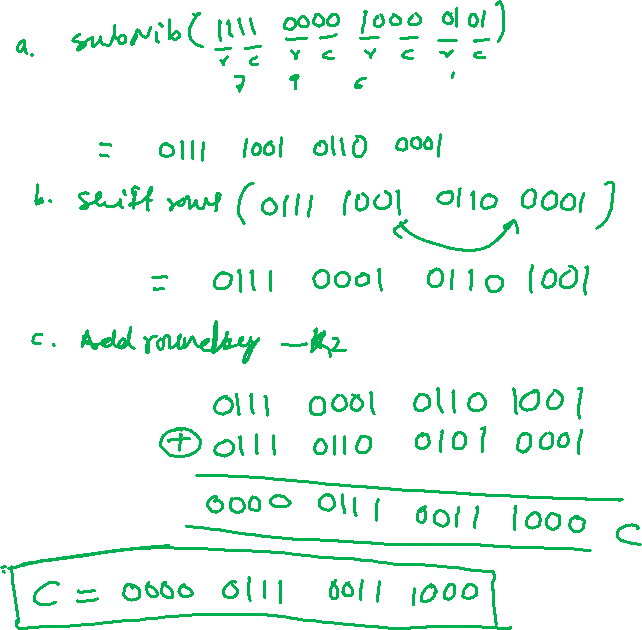 a. subNib( 1111 0000 1000 0101 )
r c r c r c r c
7 9 6 1
= 0111 1001 0110 0001
b. shift rows ( 0111 1001 0110 0001 )
= 0111 0001 0110 1001
c. Add roundkey — K2
0111 0001 0110 1001
⊕ 0111 0110 0101 0001
0000 0111 0011 1000 C
C = 0000 0111 0011 1000